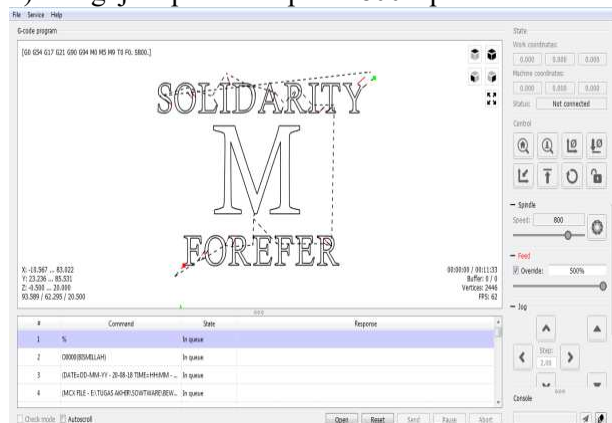 File Service Help
G-code program
State
[G0 G54 G17 G21 G90 G94 M0 M5 M9 T0 F0. S800.]
Work coordinates:
0.000 0.000 0.000
Machine coordinates:
0.000 0.000 0.000
Status: Not connected
Control
SOLIDARITY
M
FOREFER
Spindle
Speed: 800
Feed
Override: 500%
Jog
Step:
2.00
X: -10.567 ... 83.022
Y: 23.236 ... 85.531
Z: -0.500 ... 20.000
93.589 / 62.295 / 20.500
00:00:00 / 00:11:33
Buffer: 0 / 0
Vertices: 2446
FPS: 62
# Command State Response
1 % In queue
2 O0000(BISMILLAH) In queue
3 (DATE=DD-MM-YY - 20-08-18 TIME=HH:MM - ... In queue
4 (MCX FILE - E:\TUGAS AKHIR\SOWTWARE\BEW... In queue
Console
Check mode Autoscroll Open Reset Send Pause Abort